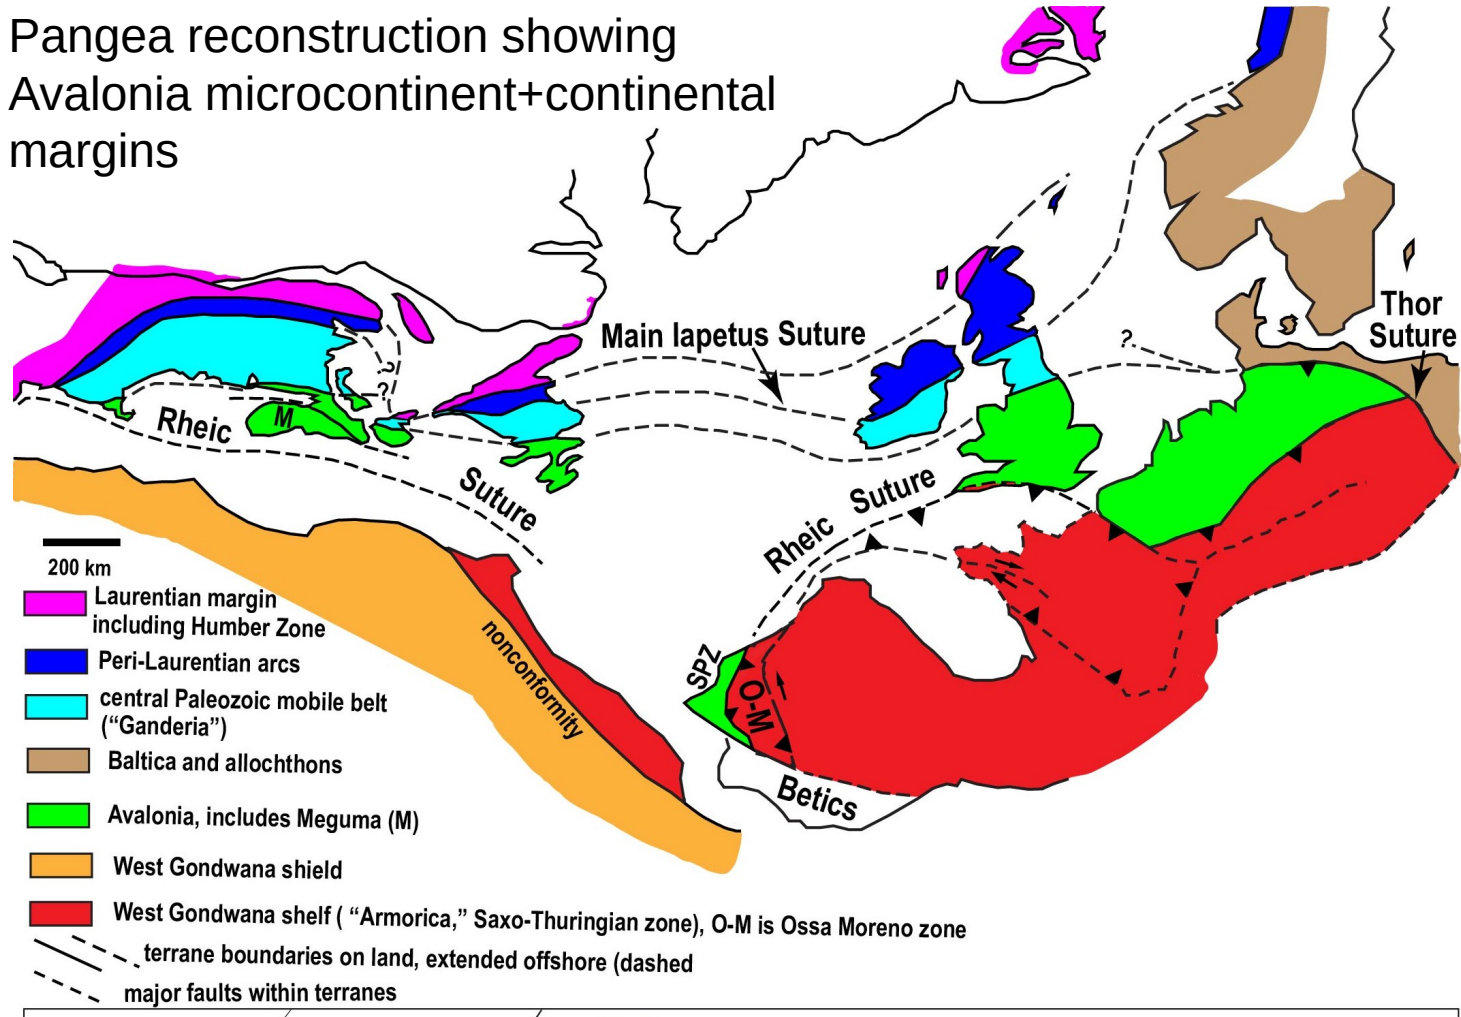 Pangea reconstruction showing
Avalonia microcontinent+continental
margins
Main Iapetus Suture
?
Thor
Suture
?
?
M
Rheic
Suture
Rheic Suture
200 km
nonconformity
SPZ
O-M
Betics
Laurentian margin
including Humber Zone
Peri-Laurentian arcs
central Paleozoic mobile belt
(“Ganderia”)
Baltica and allochthons
Avalonia, includes Meguma (M)
West Gondwana shield
West Gondwana shelf ( “Armorica,” Saxo-Thuringian zone), O-M is Ossa Moreno zone
terrane boundaries on land, extended offshore (dashed
major faults within terranes